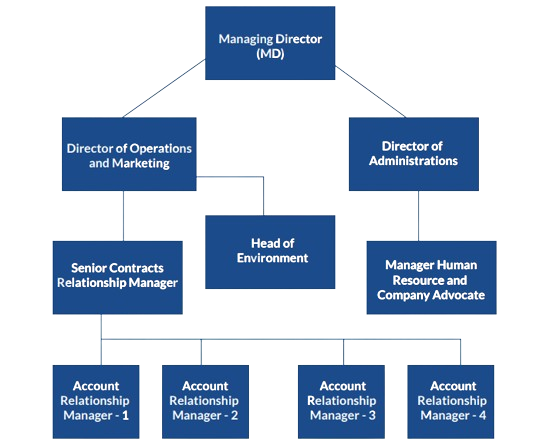 Managing Director
(MD)
Director of Operations
and Marketing
Director of
Administrations
Head of
Environment
Senior Contracts
Relationship Manager
Manager Human
Resource and
Company Advocate
Account
Relationship
Manager - 1
Account
Relationship
Manager - 2
Account
Relationship
Manager - 3
Account
Relationship
Manager - 4